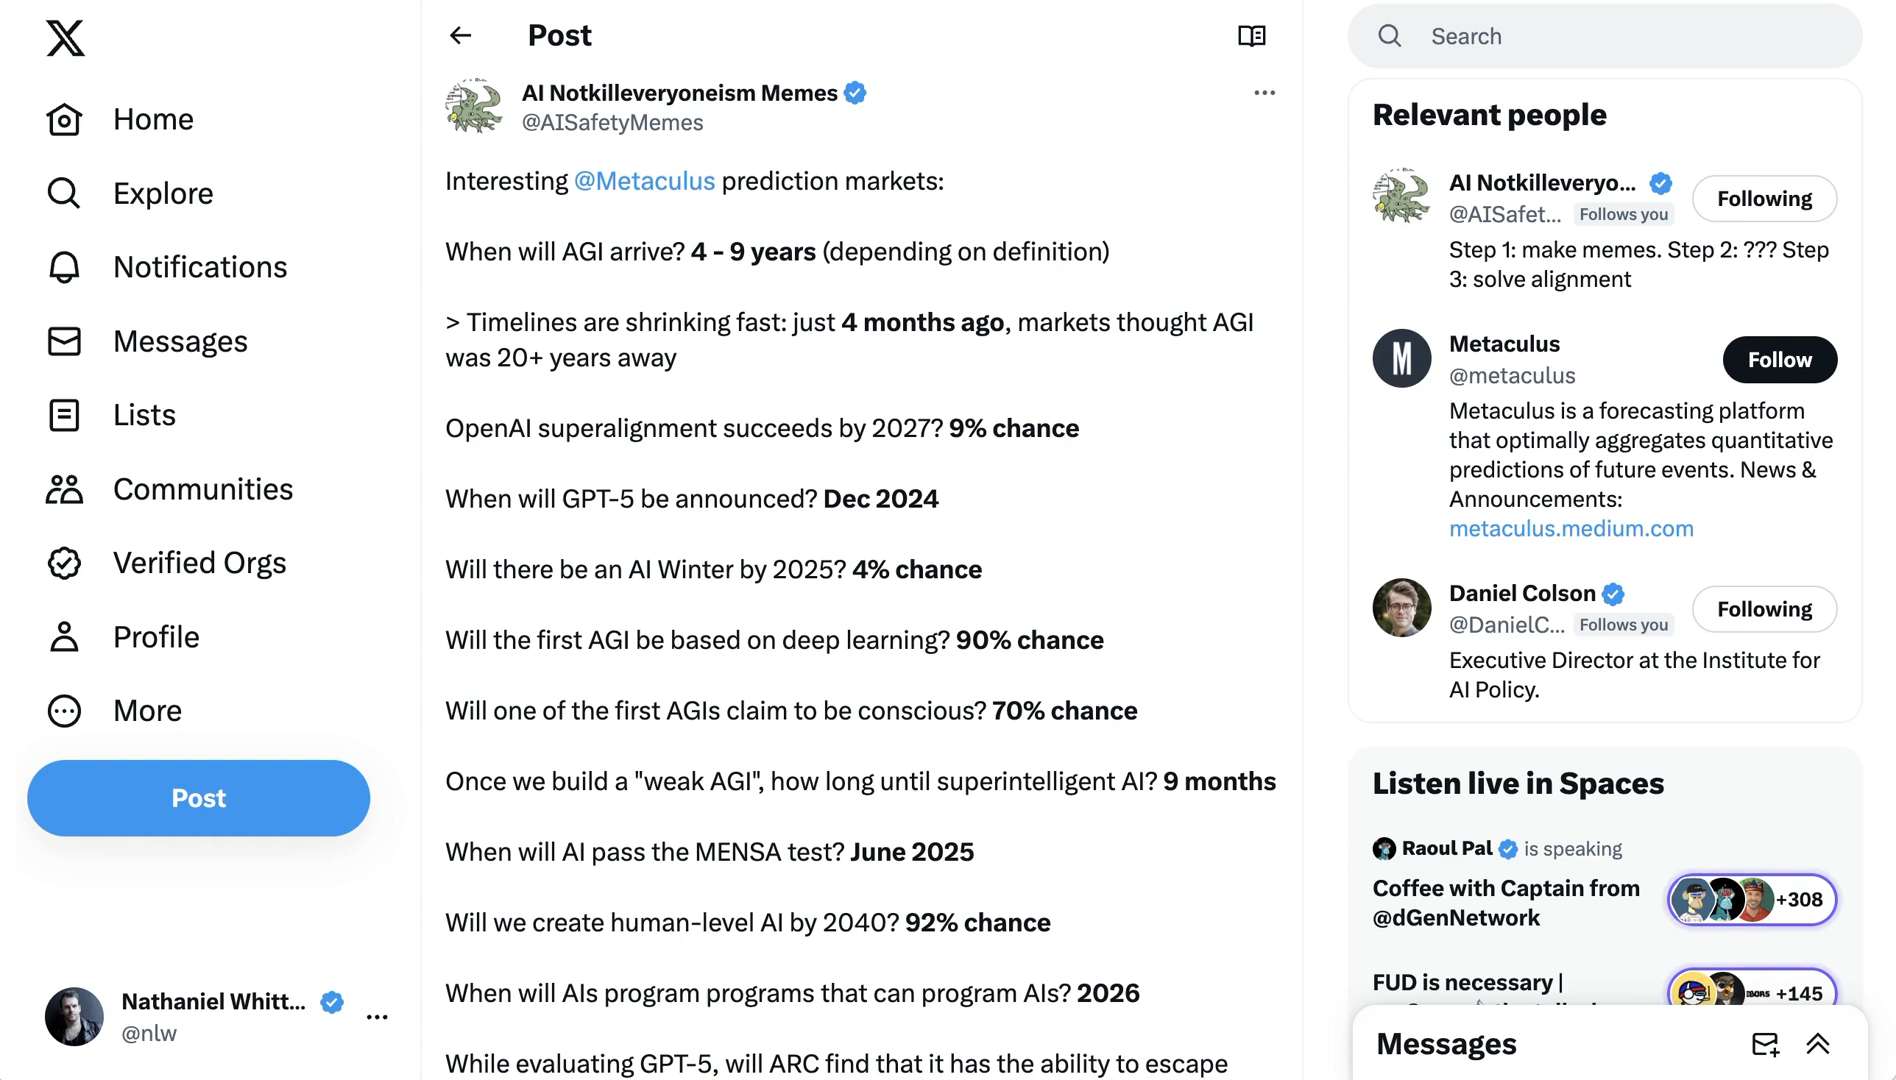 Home
Explore
Notifications
Messages
Lists
Communities
Verified Orgs
Profile
More
Post
Nathaniel Whitt...
@nlw
Post
AI Notkilleveryoneism Memes
@AISafetyMemes
Interesting @Metaculus prediction markets:
When will AGI arrive? 4 - 9 years (depending on definition)
> Timelines are shrinking fast: just 4 months ago, markets thought AGI
was 20+ years away
OpenAI superalignment succeeds by 2027? 9% chance
When will GPT-5 be announced? Dec 2024
Will there be an AI Winter by 2025? 4% chance
Will the first AGI be based on deep learning? 90% chance
Will one of the first AGIs claim to be conscious? 70% chance
Once we build a "weak AGI", how long until superintelligent AI? 9 months
When will AI pass the MENSA test? June 2025
Will we create human-level AI by 2040? 92% chance
When will AIs program programs that can program AIs? 2026
While evaluating GPT-5, will ARC find that it has the ability to escape
Search
Relevant people
AI Notkilleveryo...
Following
@AISafet... Follows you
Step 1: make memes. Step 2: ??? Step
3: solve alignment
M
Metaculus
Follow
@metaculus
Metaculus is a forecasting platform
that optimally aggregates quantitative
predictions of future events. News &
Announcements:
metaculus.medium.com
Daniel Colson
Following
@DanielC... Follows you
Executive Director at the Institute for
AI Policy.
Listen live in Spaces
Raoul Pal is speaking
Coffee with Captain from
@dGenNetwork
+308
FUD is necessary |
+145
Messages